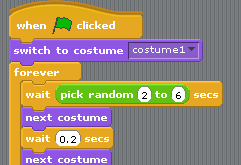 when clicked
switch to costume costume1
forever
wait pick random 2 to 6 secs
next costume
wait 0.2 secs
next costume